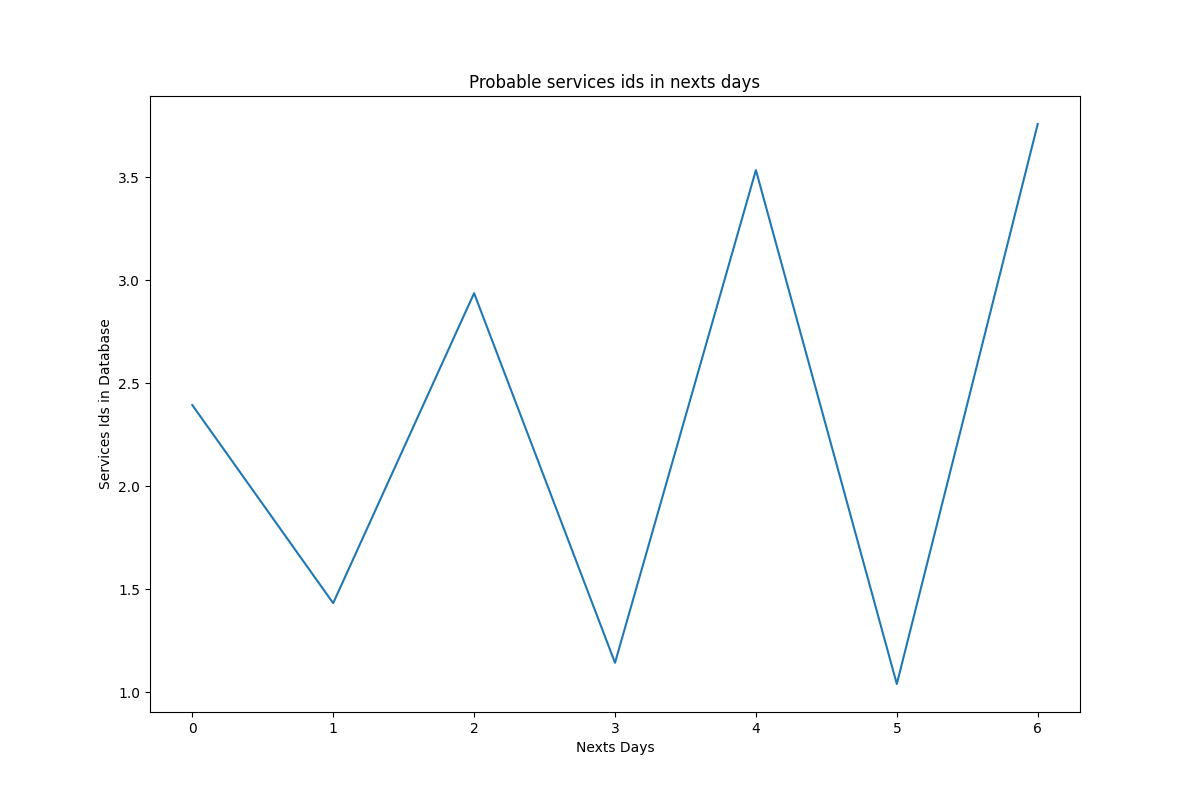 Probable services ids in nexts days
Services Ids in Database
3.5
3.0
2.5
2.0
1.5
1.0
0 1 2 3 4 5 6
Nexts Days